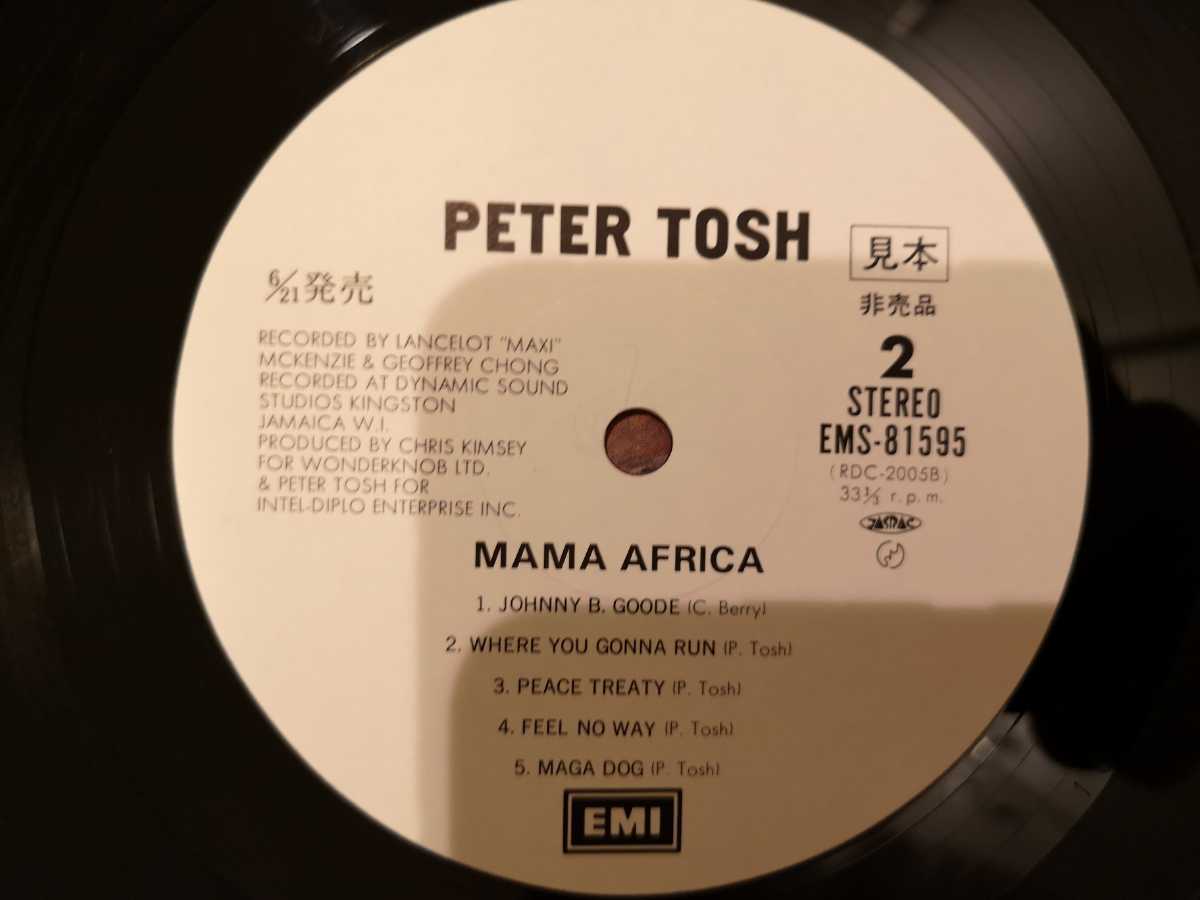 PETER TOSH
見本
非売品
6/21発売
RECORDED BY LANCELOT "MAXI"
MCKENZIE & GEOFFREY CHONG
RECORDED AT DYNAMIC SOUND
STUDIOS KINGSTON
JAMAICA W.I.
PRODUCED BY CHRIS KIMSEY
FOR WONDERKNOB LTD.
& PETER TOSH FOR
INTEL-DIPLO ENTERPRISE INC.
2
STEREO
EMS-81595
(RDC-2005B)
33⅓ r.p.m.
JASRAC
MAMA AFRICA
1. JOHNNY B. GOODE (C. Berry)
2. WHERE YOU GONNA RUN (P. Tosh)
3. PEACE TREATY (P. Tosh)
4. FEEL NO WAY (P. Tosh)
5. MAGA DOG (P. Tosh)
EMI